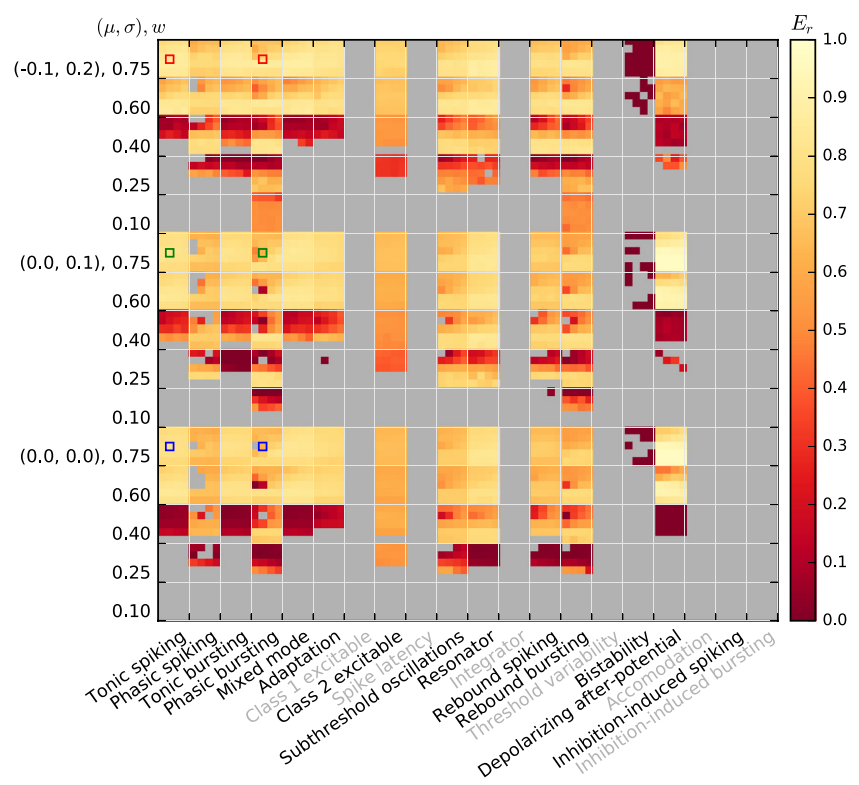 (μ, σ), w
E_r
(-0.1, 0.2), 0.75
0.60
0.40
0.25
0.10
(0.0, 0.1), 0.75
0.60
0.40
0.25
0.10
(0.0, 0.0), 0.75
0.60
0.40
0.25
0.10
1.0
0.9
0.8
0.7
0.6
0.5
0.4
0.3
0.2
0.1
0.0
Tonic spiking
Phasic spiking
Tonic bursting
Phasic bursting
Mixed mode
Adaptation
Class 1 excitable
Class 2 excitable
Spike latency
Subthreshold oscillations
Resonator
Integrator
Rebound spiking
Rebound bursting
Threshold variability
Bistability
Depolarizing after-potential
Accomodation
Inhibition-induced spiking
Inhibition-induced bursting